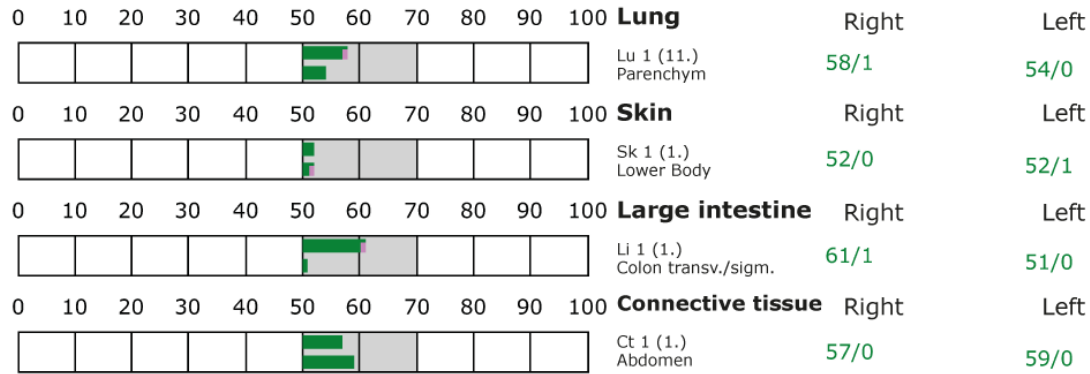 0 10 20 30 40 50 60 70 80 90 100 Lung Right Left
Lu 1 (11.) 58/1 54/0
Parenchym
0 10 20 30 40 50 60 70 80 90 100 Skin Right Left
Sk 1 (1.) 52/0 52/1
Lower Body
0 10 20 30 40 50 60 70 80 90 100 Large intestine Right Left
Li 1 (1.) 61/1 51/0
Colon transv./sigm.
0 10 20 30 40 50 60 70 80 90 100 Connective tissue Right Left
Ct 1 (1.) 57/0 59/0
Abdomen